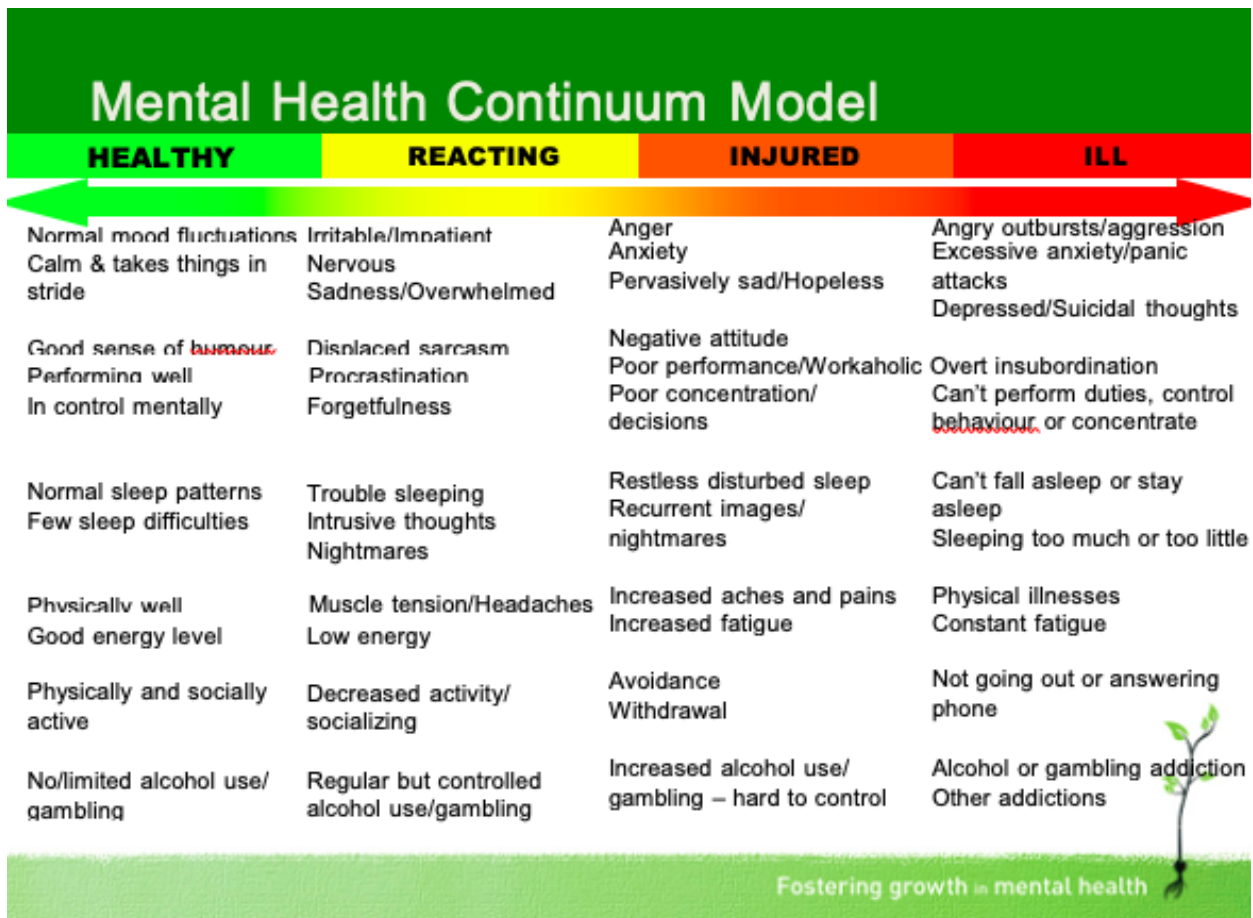 Mental Health Continuum Model
HEALTHY
REACTING
INJURED
ILL
Normal mood fluctuations
Calm & takes things in
stride
Good sense of humour
Performing well
In control mentally
Normal sleep patterns
Few sleep difficulties
Physically well
Good energy level
Physically and socially
active
No/limited alcohol use/
gambling
Irritable/Impatient
Nervous
Sadness/Overwhelmed
Displaced sarcasm
Procrastination
Forgetfulness
Trouble sleeping
Intrusive thoughts
Nightmares
Muscle tension/Headaches
Low energy
Decreased activity/
socializing
Regular but controlled
alcohol use/gambling
Anger
Anxiety
Pervasively sad/Hopeless
Negative attitude
Poor performance/Workaholic
Poor concentration/
decisions
Restless disturbed sleep
Recurrent images/
nightmares
Increased aches and pains
Increased fatigue
Avoidance
Withdrawal
Increased alcohol use/
gambling – hard to control
Angry outbursts/aggression
Excessive anxiety/panic
attacks
Depressed/Suicidal thoughts
Overt insubordination
Can't perform duties, control
behaviour or concentrate
Can't fall asleep or stay
asleep
Sleeping too much or too little
Physical illnesses
Constant fatigue
Not going out or answering
phone
Alcohol or gambling addiction
Other addictions
Fostering growth in mental health